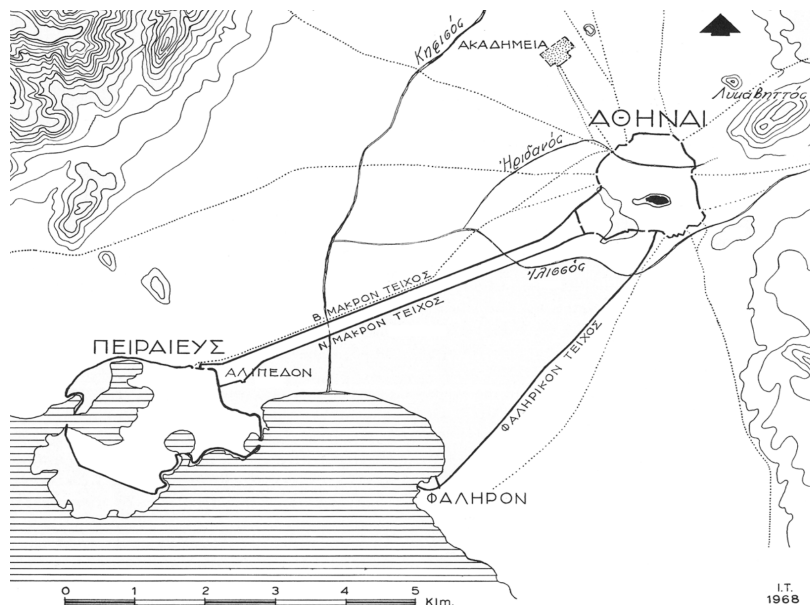 Κηφισός
ΑΚΑΔΗΜΕΙΑ
Λυκαβηττός
ΑΘΗΝΑΙ
Ἠριδανός
Ἰλισσός
Β. ΜΑΚΡΟΝ ΤΕΙΧΟΣ
Ν. ΜΑΚΡΟΝ ΤΕΙΧΟΣ
ΠΕΙΡΑΙΕΥΣ
ΑΛΙΠΕΔΟΝ
ΦΑΛΗΡΙΚΟΝ ΤΕΙΧΟΣ
ΦΑΛΗΡΟΝ
0 1 2 3 4 5
Klm.
I.T.
1968